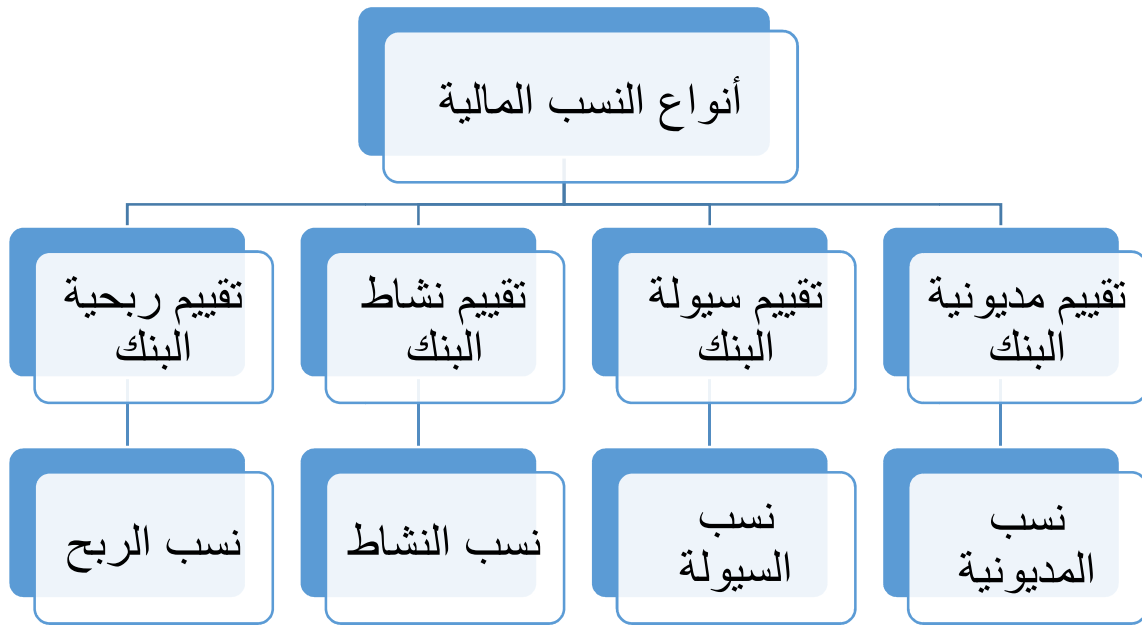 أنواع النسب المالية
تقييم مديونية
البنك
تقييم سيولة
البنك
تقييم نشاط
البنك
تقييم ربحية
البنك
نسب
المديونية
نسب
السيولة
نسب النشاط
نسب الربح